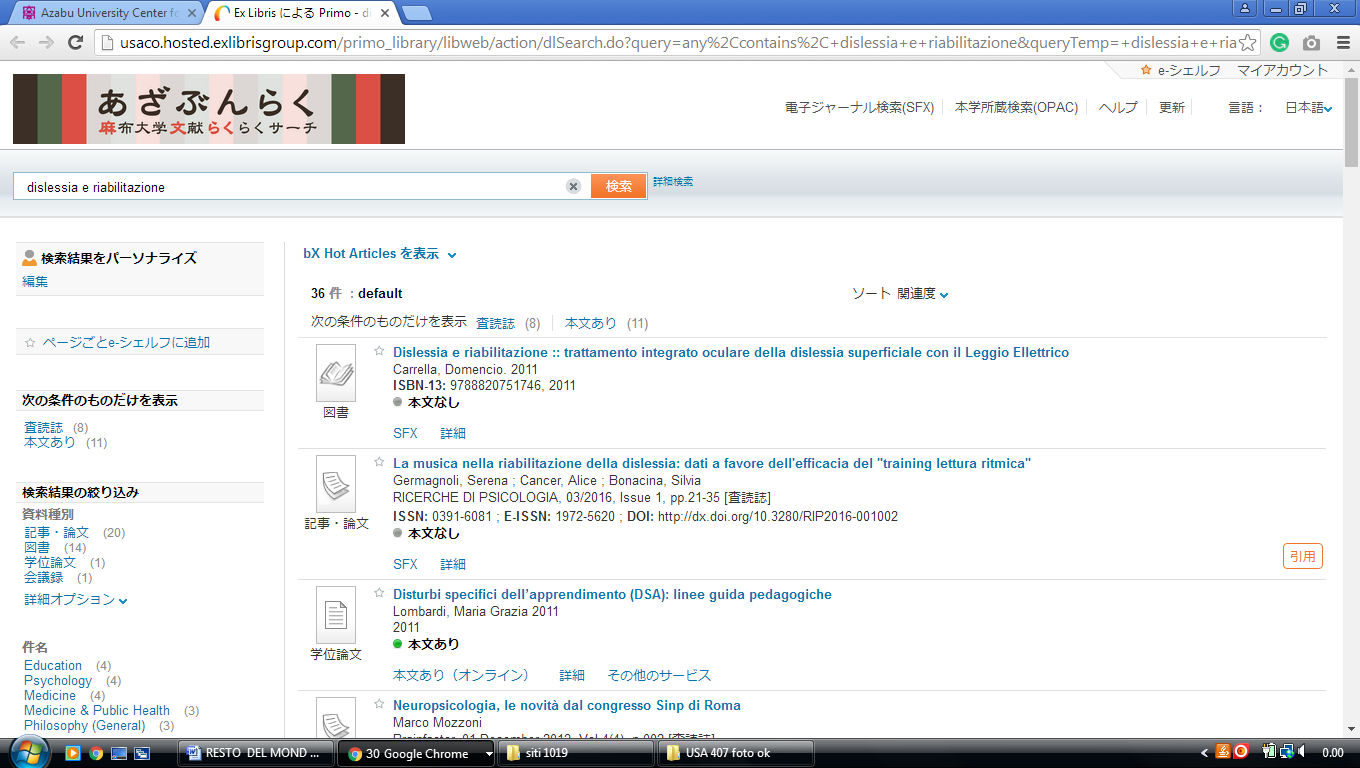 Azabu University Center fo
Ex Libris による Primo - di
usaco.hosted.exlibrisgroup.com/primo_library/libweb/action/dlSearch.do?query=any%2Ccontains%2C+dislessia+e+riabilitazione&queryTemp=+dislessia+e+ria
e-シェルフ マイアカウント
あざぶんらく
麻布大学文献らくらくサーチ
電子ジャーナル検索(SFX) 本学所蔵検索(OPAC) ヘルプ 更新 言語： 日本語
dislessia e riabilitazione 検索 詳細検索
検索結果をパーソナライズ
編集
ページごとe-シェルフに追加
次の条件のものだけを表示
査読誌 (8)
本文あり (11)
検索結果の絞り込み
資料種別
記事・論文 (20)
図書 (14)
学位論文 (1)
会議録 (1)
詳細オプション
件名
Education (4)
Psychology (4)
Medicine (4)
Medicine & Public Health (3)
Philosophy (General) (3)
bX Hot Articles を表示
36 件 : default ソート 関連度
次の条件のものだけを表示 査読誌 (8) 本文あり (11)
図書
Dislessia e riabilitazione :: trattamento integrato oculare della dislessia superficiale con il Leggio Ellettrico
Carrella, Domencio. 2011
ISBN-13: 9788820751746, 2011
本文なし
SFX 詳細
記事・論文
La musica nella riabilitazione della dislessia: dati a favore dell'efficacia del "training lettura ritmica"
Germagnoli, Serena ; Cancer, Alice ; Bonacina, Silvia
RICERCHE DI PSICOLOGIA, 03/2016, Issue 1, pp.21-35 [査読誌]
ISSN: 0391-6081 ; E-ISSN: 1972-5620 ; DOI: http://dx.doi.org/10.3280/RIP2016-001002
本文なし
SFX 詳細
引用
学位論文
Disturbi specifici dell’apprendimento (DSA): linee guida pedagogiche
Lombardi, Maria Grazia 2011
2011
本文あり
本文あり（オンライン） 詳細 その他のサービス
Neuropsicologia, le novità dal congresso Sinp di Roma
Marco Mozzoni
Brainfactor, 01 December 2012, Vol.4(4), p.902 [査読誌]
RESTO DEL MOND ... 30 Google Chrome siti 1019 USA 407 foto ok 0.00